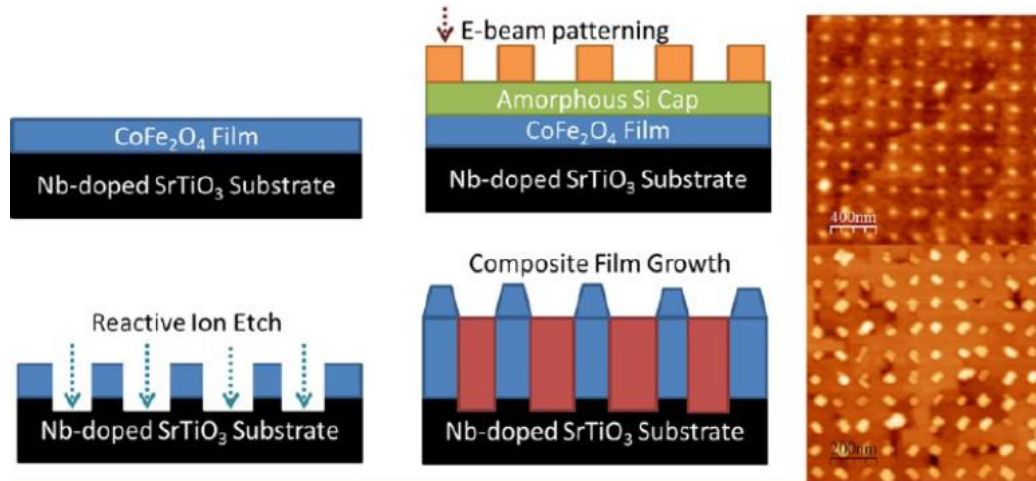 CoFe₂O₄ Film
Nb-doped SrTiO₃ Substrate
E-beam patterning
Amorphous Si Cap
CoFe₂O₄ Film
Nb-doped SrTiO₃ Substrate
Reactive Ion Etch
Nb-doped SrTiO₃ Substrate
Composite Film Growth
Nb-doped SrTiO₃ Substrate
400nm
200nm